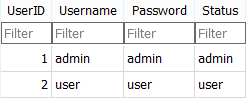 UserID Username Password Status
Filter Filter Filter Filter
1 admin admin admin
2 user user user